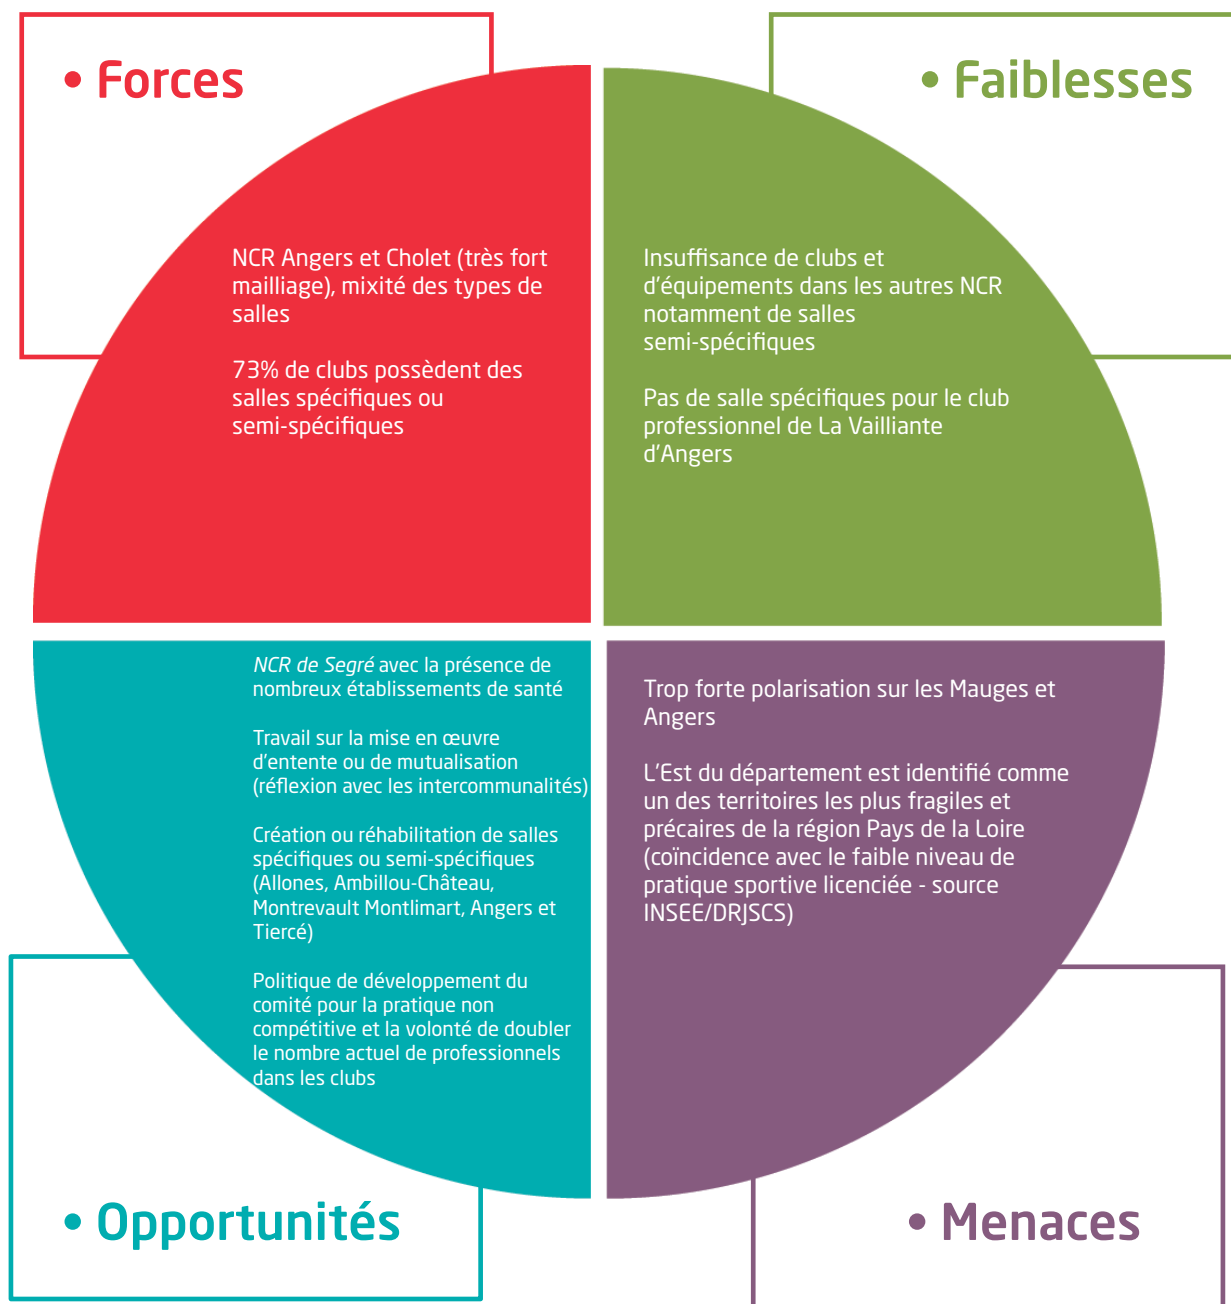 • Forces
NCR Angers et Cholet (très fort
mailliage), mixité des types de
salles
73% de clubs possèdent des
salles spécifiques ou
semi-spécifiques
• Faiblesses
Insuffisance de clubs et
d'équipements dans les autres NCR
notamment de salles
semi-spécifiques
Pas de salle spécifiques pour le club
professionnel de La Vailliante
d'Angers
NCR de Segré avec la présence de
nombreux établissements de santé
Travail sur la mise en œuvre
d'entente ou de mutualisation
(réflexion avec les intercommunalités)
Création ou réhabilitation de salles
spécifiques ou semi-spécifiques
(Allones, Ambillou-Château,
Montrevault Montlimart, Angers et
Tiercé)
Politique de développement du
comité pour la pratique non
compétitive et la volonté de doubler
le nombre actuel de professionnels
dans les clubs
• Opportunités
Trop forte polarisation sur les Mauges et
Angers
L'Est du département est identifié comme
un des territoires les plus fragiles et
précaires de la région Pays de la Loire
(coïncidence avec le faible niveau de
pratique sportive licenciée - source
INSEE/DRJSCS)
• Menaces